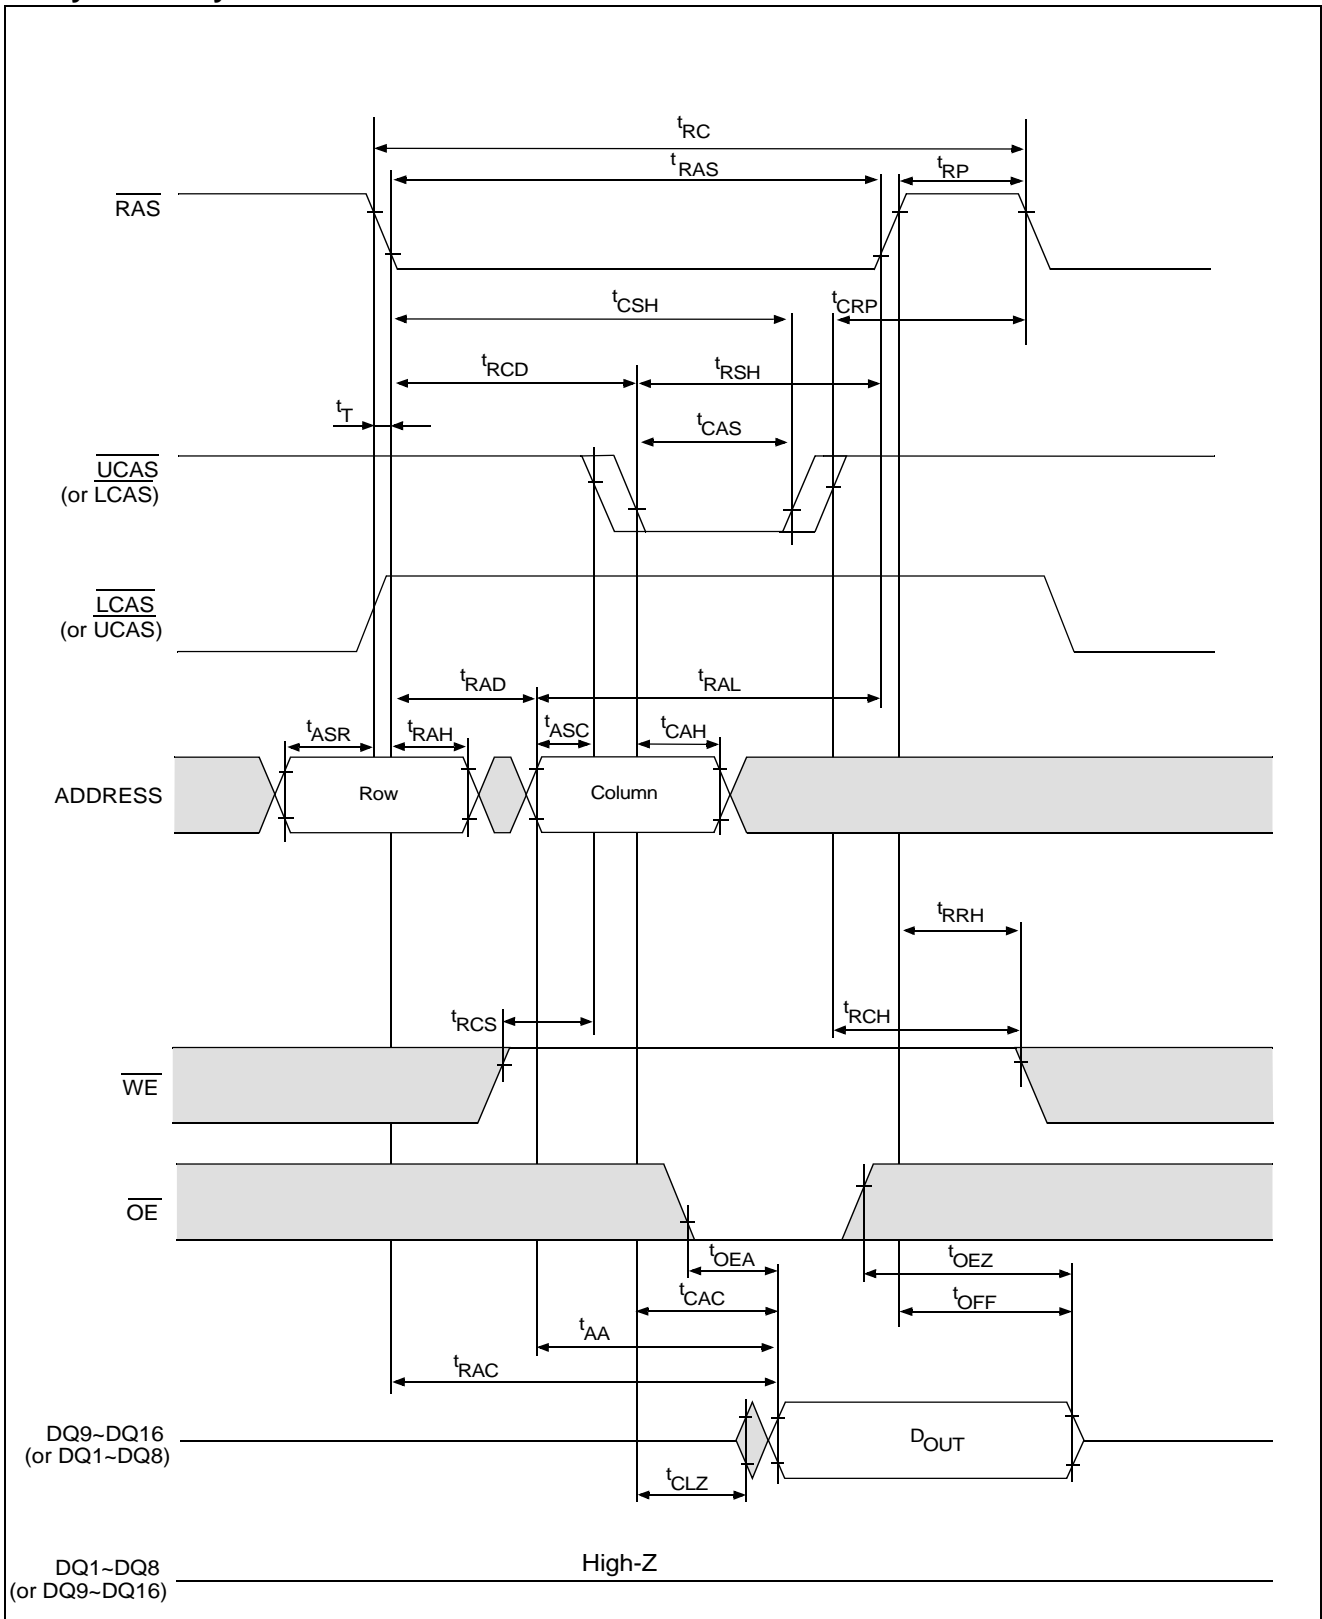 tRC
tRAS
tRP
RAS
tCSH
tCRP
tRCD
tRSH
tT
tCAS
UCAS
(or LCAS)
LCAS
(or UCAS)
tRAD
tRAL
tASR
tRAH
tASC
tCAH
ADDRESS
Row
Column
tRRH
tRCS
tRCH
WE
OE
tOEA
tOEZ
tCAC
tOFF
tAA
tRAC
DQ9~DQ16
(or DQ1~DQ8)
DOUT
tCLZ
High-Z
DQ1~DQ8
(or DQ9~DQ16)